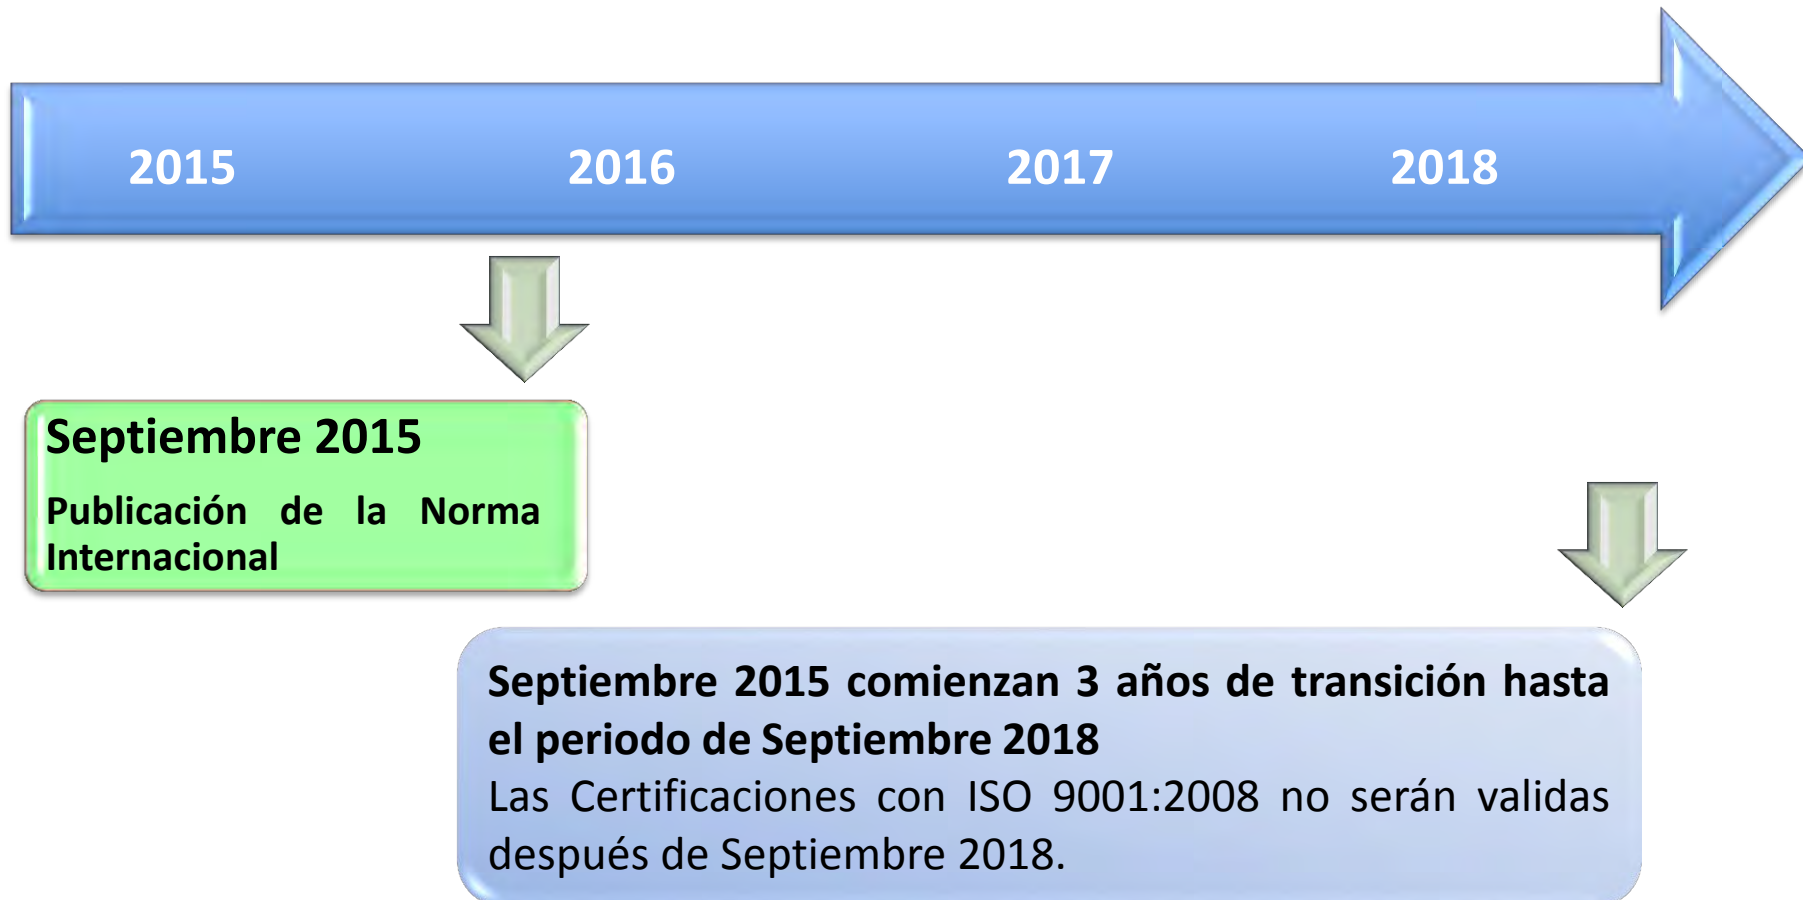 2015 2016 2017 2018
Septiembre 2015
Publicación de la Norma
Internacional
Septiembre 2015 comienzan 3 años de transición hasta
el periodo de Septiembre 2018
Las Certificaciones con ISO 9001:2008 no serán validas
después de Septiembre 2018.